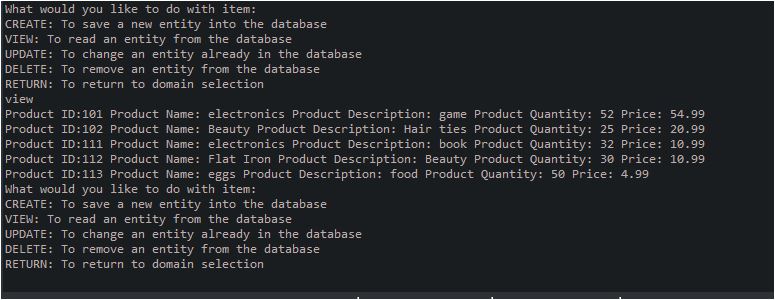 What would you like to do with item:
CREATE: To save a new entity into the database
VIEW: To read an entity from the database
UPDATE: To change an entity already in the database
DELETE: To remove an entity from the database
RETURN: To return to domain selection
view
Product ID:101 Product Name: electronics Product Description: game Product Quantity: 52 Price: 54.99
Product ID:102 Product Name: Beauty Product Description: Hair ties Product Quantity: 25 Price: 20.99
Product ID:111 Product Name: electronics Product Description: book Product Quantity: 32 Price: 10.99
Product ID:112 Product Name: Flat Iron Product Description: Beauty Product Quantity: 30 Price: 10.99
Product ID:113 Product Name: eggs Product Description: food Product Quantity: 50 Price: 4.99
What would you like to do with item:
CREATE: To save a new entity into the database
VIEW: To read an entity from the database
UPDATE: To change an entity already in the database
DELETE: To remove an entity from the database
RETURN: To return to domain selection